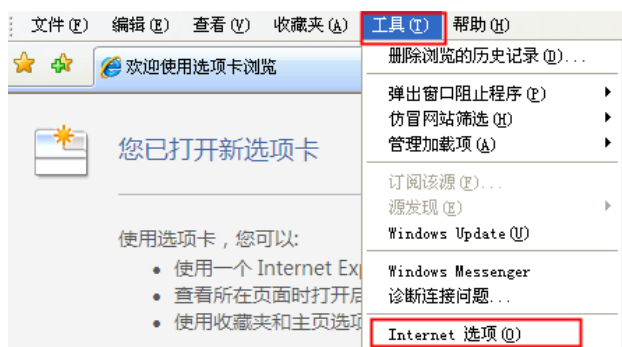 文件(F) 编辑(E) 查看(V) 收藏夹(A) 工具(T) 帮助(H)
欢迎使用选项卡浏览
删除浏览的历史记录(D)...
弹出窗口阻止程序(P)
仿冒网站筛选(H)
管理加载项(A)
订阅该源(F)...
源发现(E)
Windows Update(U)
Windows Messenger
诊断连接问题...
Internet 选项(O)
您已打开新选项卡
使用选项卡，您可以:
• 使用一个 Internet Ex
• 查看所在页面时打开后
• 使用收藏夹和主页选项